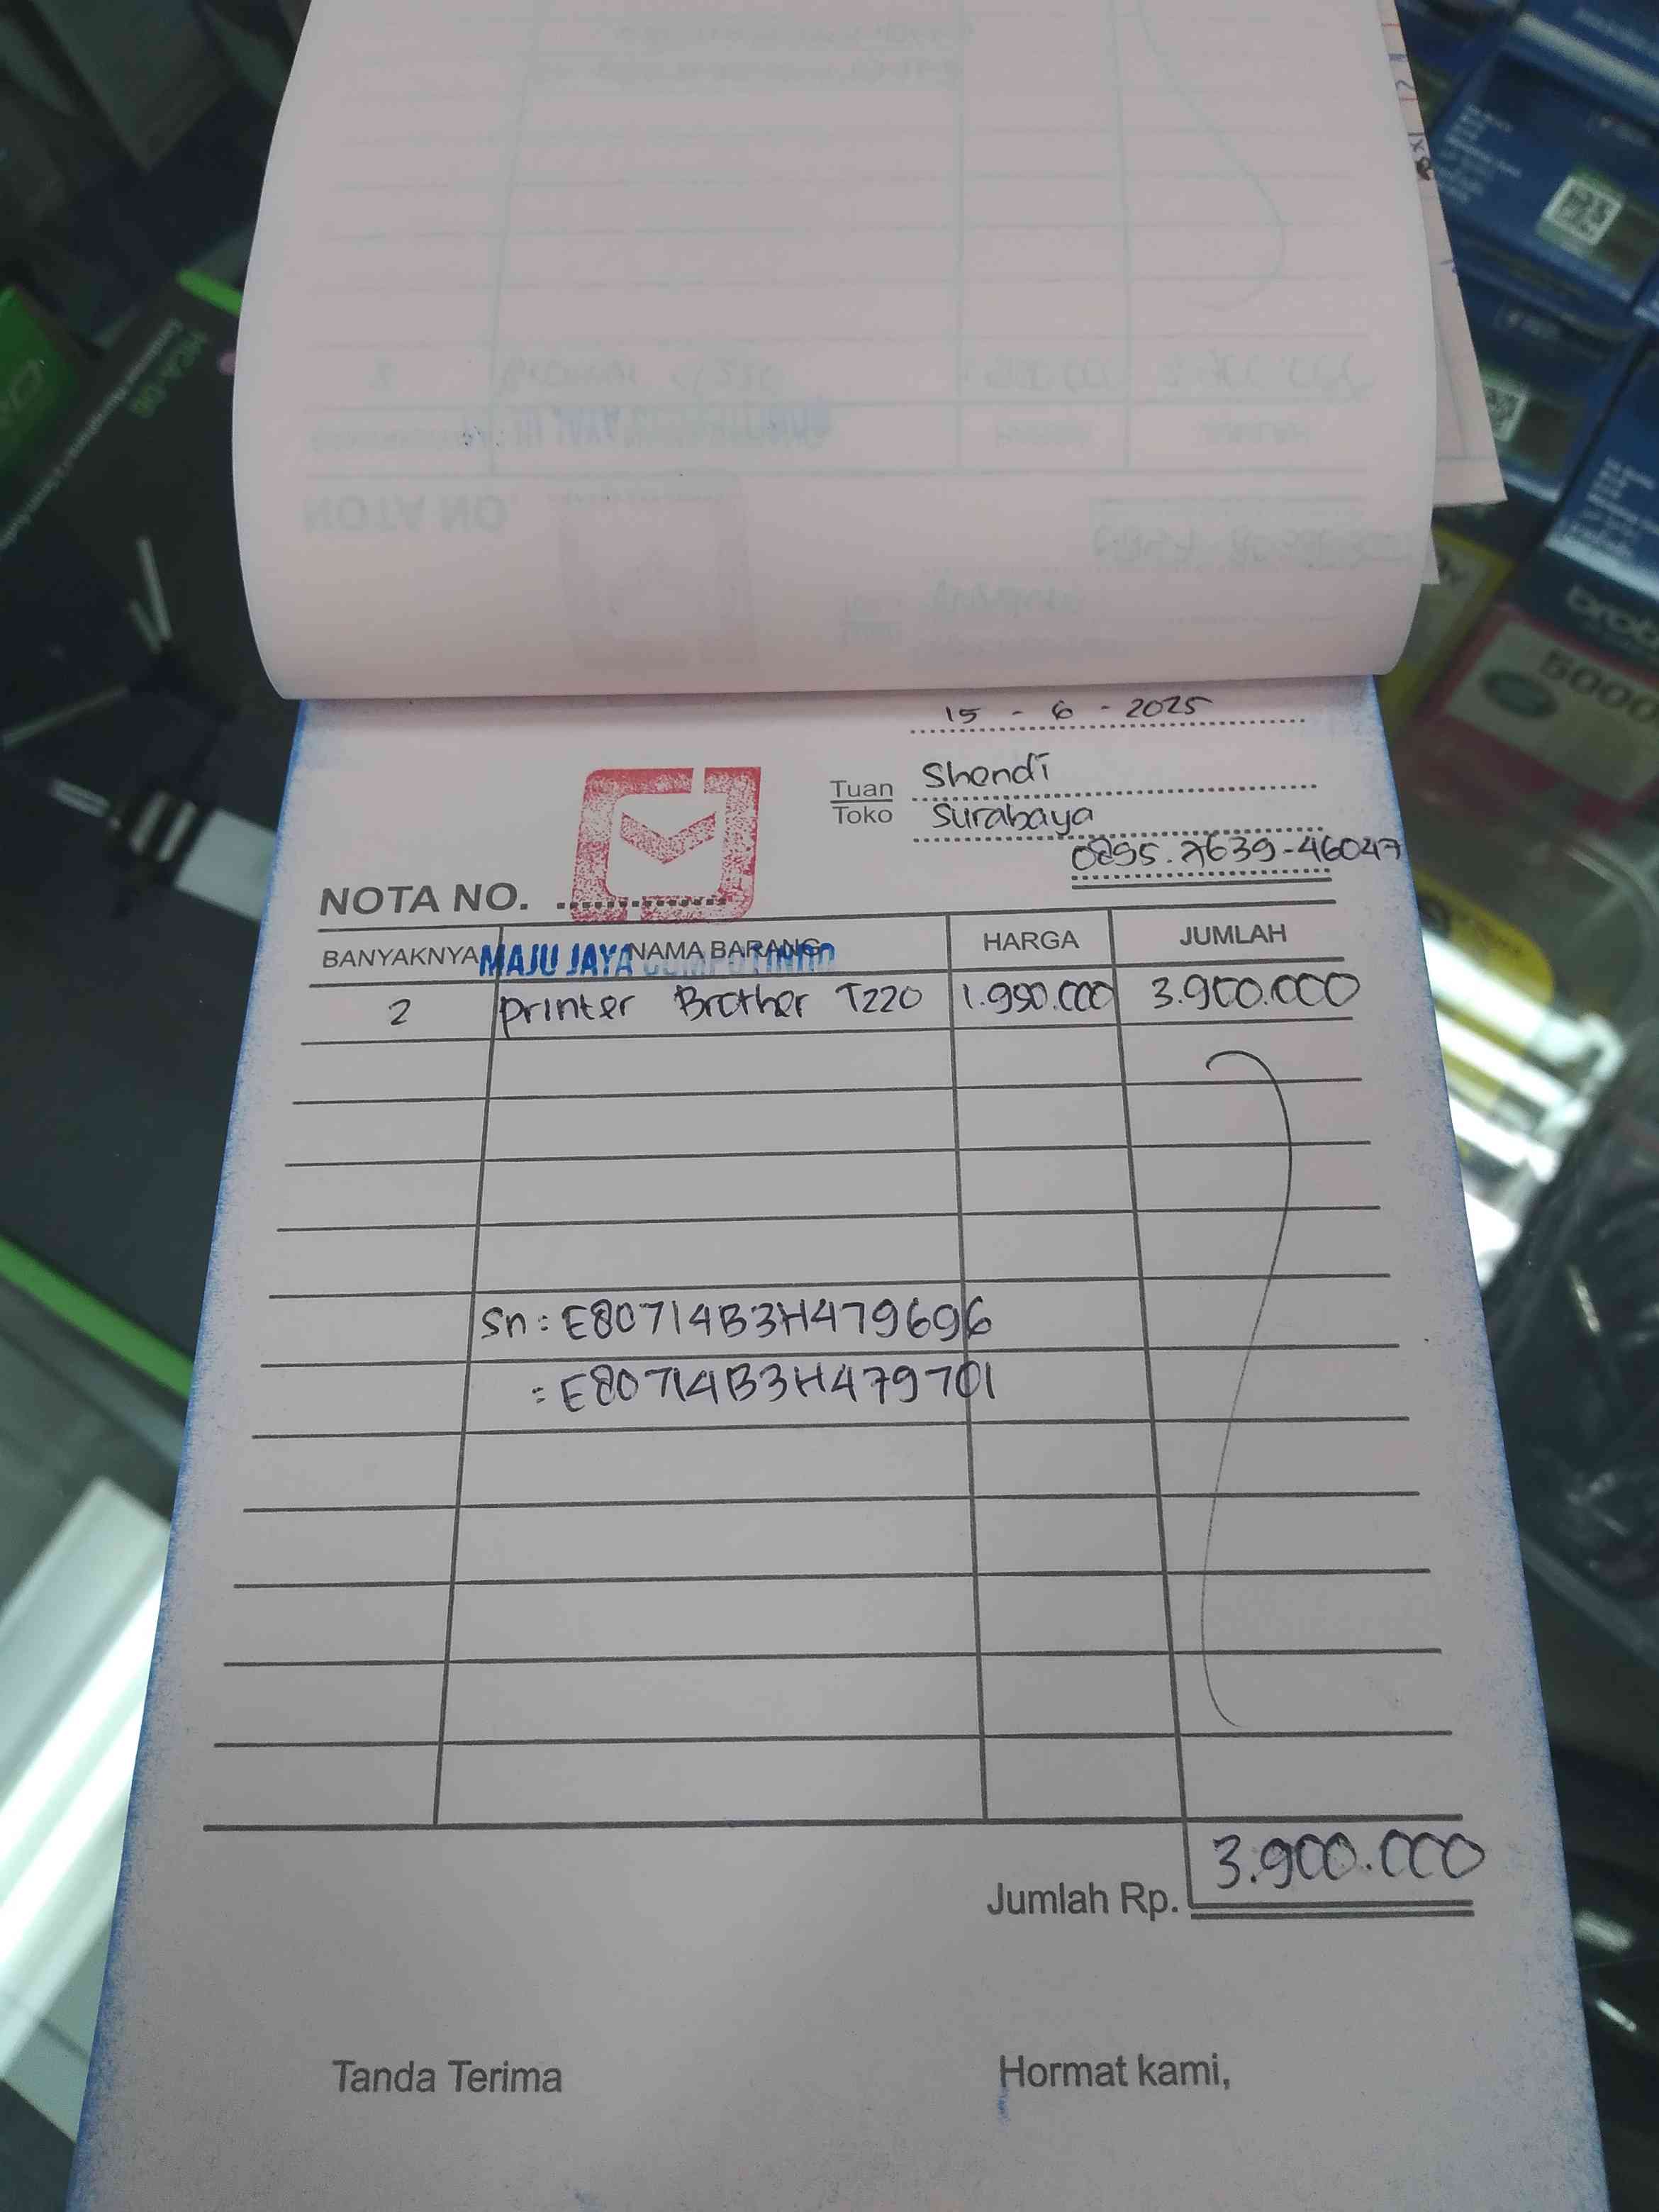 15 - 6 - 2025
Tuan
Toko
Shendi
Surabaya
0895.7639-46047
NOTA NO.
BANYAKNYA NAMA BARANG HARGA JUMLAH
MAJU JAYA COMPUTINDO
2 printer Brother T220 1.950.000 3.900.000
Sn : E80714B3H479696
: E80714B3H479701
Jumlah Rp. 3.900.000
Tanda Terima Hormat kami,
5000